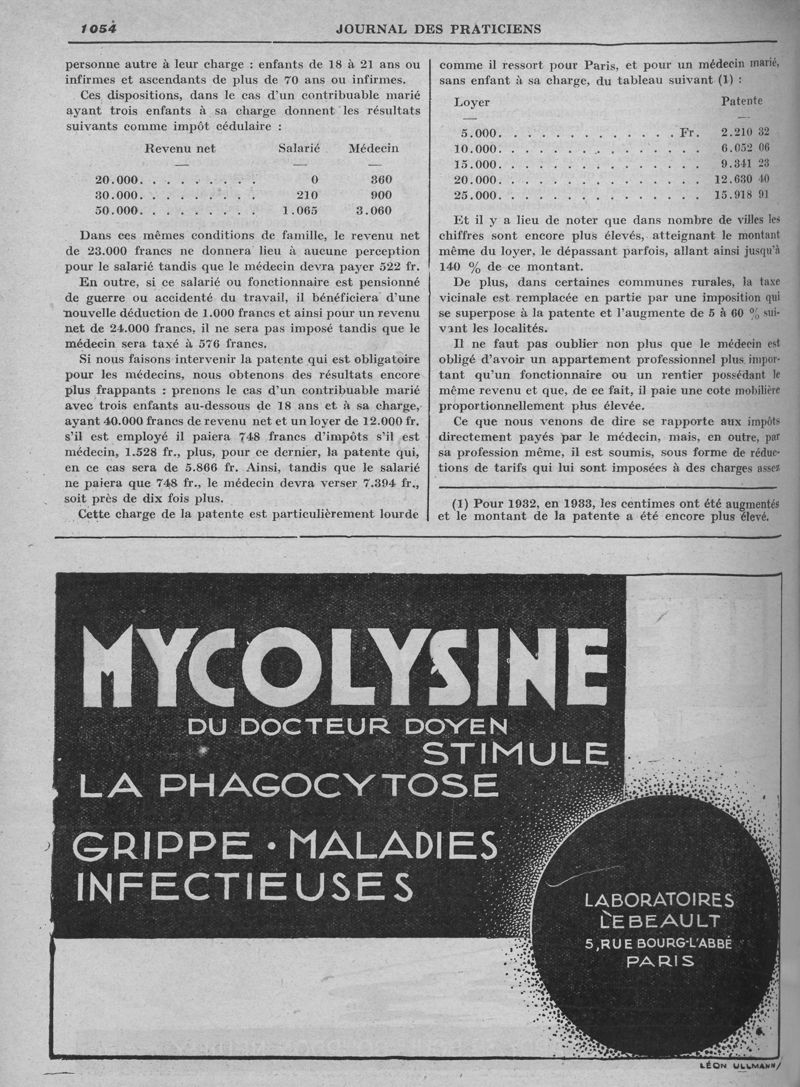 1054
JOURNAL DES PRATICIENS
personne autre à leur charge : enfants de 18 à 21 ans ou
infirmes et ascendants de plus de 70 ans ou infirmes.
Ces dispositions, dans le cas d'un contribuable marié
ayant trois enfants à sa charge donnent les résultats
suivants comme impôt cédulaire :
Revenu net Salarié Médecin
20.000. . . . . . . . . 0 360
30.000. . . . . . . . . 210 900
50.000. . . . . . . . . 1.065 3.060
Dans ces mêmes conditions de famille, le revenu net
de 23.000 francs ne donnera lieu à aucune perception
pour le salarié tandis que le médecin devra payer 522 fr.
En outre, si ce salarié ou fonctionnaire est pensionné
de guerre ou accidenté du travail, il bénéficiera d'une
nouvelle déduction de 1.000 francs et ainsi pour un revenu
net de 24.000 francs, il ne sera pas imposé tandis que le
médecin sera taxé à 576 francs.
Si nous faisons intervenir la patente qui est obligatoire
pour les médecins, nous obtenons des résultats encore
plus frappants : prenons le cas d'un contribuable marié
avec trois enfants au-dessous de 18 ans et à sa charge,
ayant 40.000 francs de revenu net et un loyer de 12.000 fr.
s'il est employé il paiera 748 francs d'impôts s'il est
médecin, 1.528 fr., plus, pour ce dernier, la patente qui,
en ce cas sera de 5.866 fr. Ainsi, tandis que le salarié
ne paiera que 748 fr., le médecin devra verser 7.394 fr.,
soit près de dix fois plus.
Cette charge de la patente est particulièrement lourde
comme il ressort pour Paris, et pour un médecin marié,
sans enfant à sa charge, du tableau suivant (1) :
Loyer Patente
5.000. . . . . . . . . . . . . Fr. 2.210 32
10.000. . . . . . . . . . . . . . . 6.052 06
15.000. . . . . . . . . . . . . . . 9.341 23
20.000. . . . . . . . . . . . . . . 12.630 40
25.000. . . . . . . . . . . . . . . 15.918 91
Et il y a lieu de noter que dans nombre de villes les
chiffres sont encore plus élevés, atteignant le montant
même du loyer, le dépassant parfois, allant ainsi jusqu'à
140 % de ce montant.
De plus, dans certaines communes rurales, la taxe
vicinale est remplacée en partie par une imposition qui
se superpose à la patente et l'augmente de 5 à 60 % sui-
vant les localités.
Il ne faut pas oublier non plus que le médecin est
obligé d'avoir un appartement professionnel plus impor-
tant qu'un fonctionnaire ou un rentier possédant le
même revenu et que, de ce fait, il paie une cote mobilière
proportionnellement plus élevée.
Ce que nous venons de dire se rapporte aux impôts
directement payés par le médecin, mais, en outre, par
sa profession même, il est soumis, sous forme de réduc-
tions de tarifs qui lui sont imposées à des charges assez
(1) Pour 1932, en 1933, les centimes ont été augmentés
et le montant de la patente a été encore plus élevé.
MYCOLYSINE
DU DOCTEUR DOYEN
STIMULE
LA PHAGOCYTOSE
GRIPPE • MALADIES
INFECTIEUSES
LABORATOIRES
LEBEAULT
5, RUE BOURG-L'ABBÉ
PARIS
LÉON ULLMANN